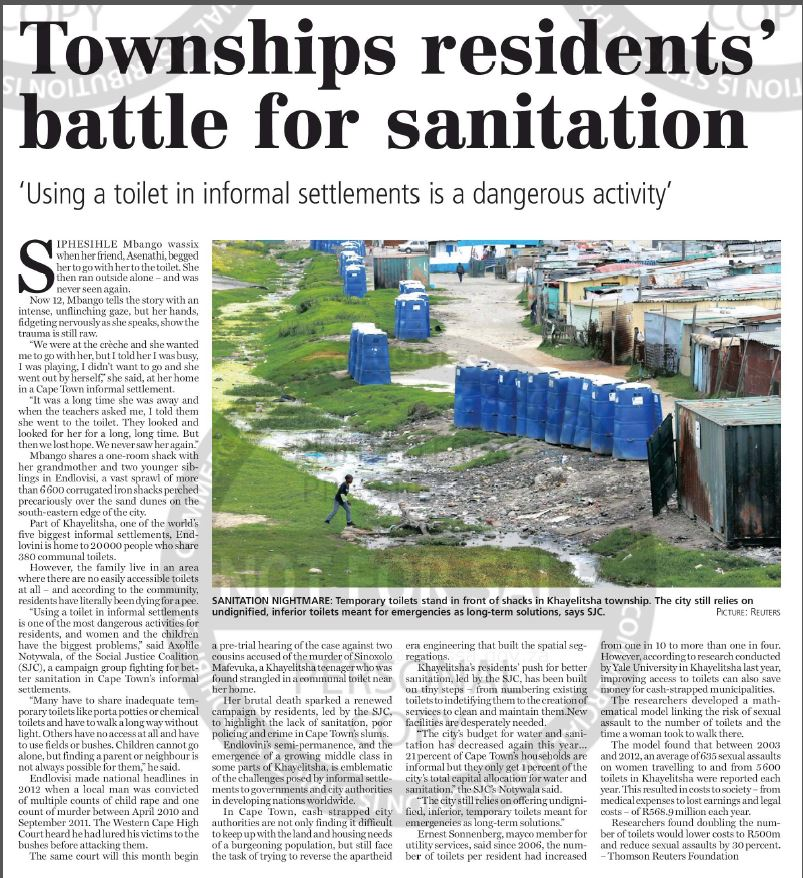 Townships residents'
battle for sanitation
'Using a toilet in informal settlements is a dangerous activity'
SIPHESIHLE Mbango wassix
when her friend, Asenathi, begged
her to go with her to the toilet. She
then ran outside alone – and was
never seen again.
Now 12, Mbango tells the story with an
intense, unflinching gaze, but her hands,
fidgeting nervously as she speaks, show the
trauma is still raw.
"We were at the crèche and she wanted
me to go with her, but I told her I was busy,
I was playing, I didn't want to go and she
went out by herself," she said, at her home
in a Cape Town informal settlement.
"It was a long time she was away and
when the teachers asked me, I told them
she went to the toilet. They looked and
looked for her for a long, long time. But
then we lost hope. We never saw her again."
Mbango shares a one-room shack with
her grandmother and two younger sib-
lings in Endlovisi, a vast sprawl of more
than 6 600 corrugated iron shacks perched
precariously over the sand dunes on the
south-eastern edge of the city.
Part of Khayelitsha, one of the world's
five biggest informal settlements, End-
lovini is home to 20 000 people who share
380 communal toilets.
However, the family live in an area
where there are no easily accessible toilets
at all – and according to the community,
residents have literally been dying for a pee.
"Using a toilet in informal settlements
is one of the most dangerous activities for
residents, and women and the children
have the biggest problems," said Axolile
Notywala, of the Social Justice Coalition
(SJC), a campaign group fighting for bet-
ter sanitation in Cape Town's informal
settlements.
"Many have to share inadequate tem-
porary toilets like porta potties or chemical
toilets and have to walk a long way without
light. Others have no access at all and have
to use fields or bushes. Children cannot go
alone, but finding a parent or neighbour is
not always possible for them," he said.
Endlovisi made national headlines in
2012 when a local man was convicted
of multiple counts of child rape and one
count of murder between April 2010 and
September 2011. The Western Cape High
Court heard he had lured his victims to the
bushes before attacking them.
The same court will this month begin
SANITATION NIGHTMARE: Temporary toilets stand in front of shacks in Khayelitsha township. The city still relies on
undignified, inferior toilets meant for emergencies as long-term solutions, says SJC.
PICTURE: REUTERS
a pre-trial hearing of the case against two
cousins accused of the murder of Sinoxolo
Mafevuka, a Khayelitsha teenager who was
found strangled in a communal toilet near
her home.
Her brutal death sparked a renewed
campaign by residents, led by the SJC,
to highlight the lack of sanitation, poor
policing and crime in Cape Town's slums.
Endlovini's semi-permanence, and the
emergence of a growing middle class in
some parts of Khayelitsha, is emblematic
of the challenges posed by informal settle-
ments to governments and city authorities
in developing nations worldwide.
In Cape Town, cash strapped city
authorities are not only finding it difficult
to keep up with the land and housing needs
of a burgeoning population, but still face
the task of trying to reverse the apartheid
era engineering that built the spatial seg-
regations.
Khayelitsha's residents' push for better
sanitation, led by the SJC, has been built
on tiny steps – from numbering existing
toilets to indetifying them to the creation of
services to clean and maintain them.New
facilities are desperately needed.
"The city's budget for water and sani-
tation has decreased again this year...
21 percent of Cape Town's households are
informal but they only get 1 percent of the
city's total capital allocation for water and
sanitation," the SJC's Notywala said.
"The city still relies on offering undigni-
fied, inferior, temporary toilets meant for
emergencies as long-term solutions."
Ernest Sonnenberg, mayco member for
utility services, said since 2006, the num-
ber of toilets per resident had increased
from one in 10 to more than one in four.
However, according to research conducted
by Yale University in Khayelitsha last year,
improving access to toilets can also save
money for cash-strapped municipalities.
The researchers developed a math-
ematical model linking the risk of sexual
assault to the number of toilets and the
time a woman took to walk there.
The model found that between 2003
and 2012, an average of 635 sexual assaults
on women travelling to and from 5 600
toilets in Khayelitsha were reported each
year. This resulted in costs to society – from
medical expenses to lost earnings and legal
costs – of R568.9 million each year.
Researchers found doubling the num-
ber of toilets would lower costs to R500m
and reduce sexual assaults by 30 percent.
– Thomson Reuters Foundation
PERSONAL
COPY